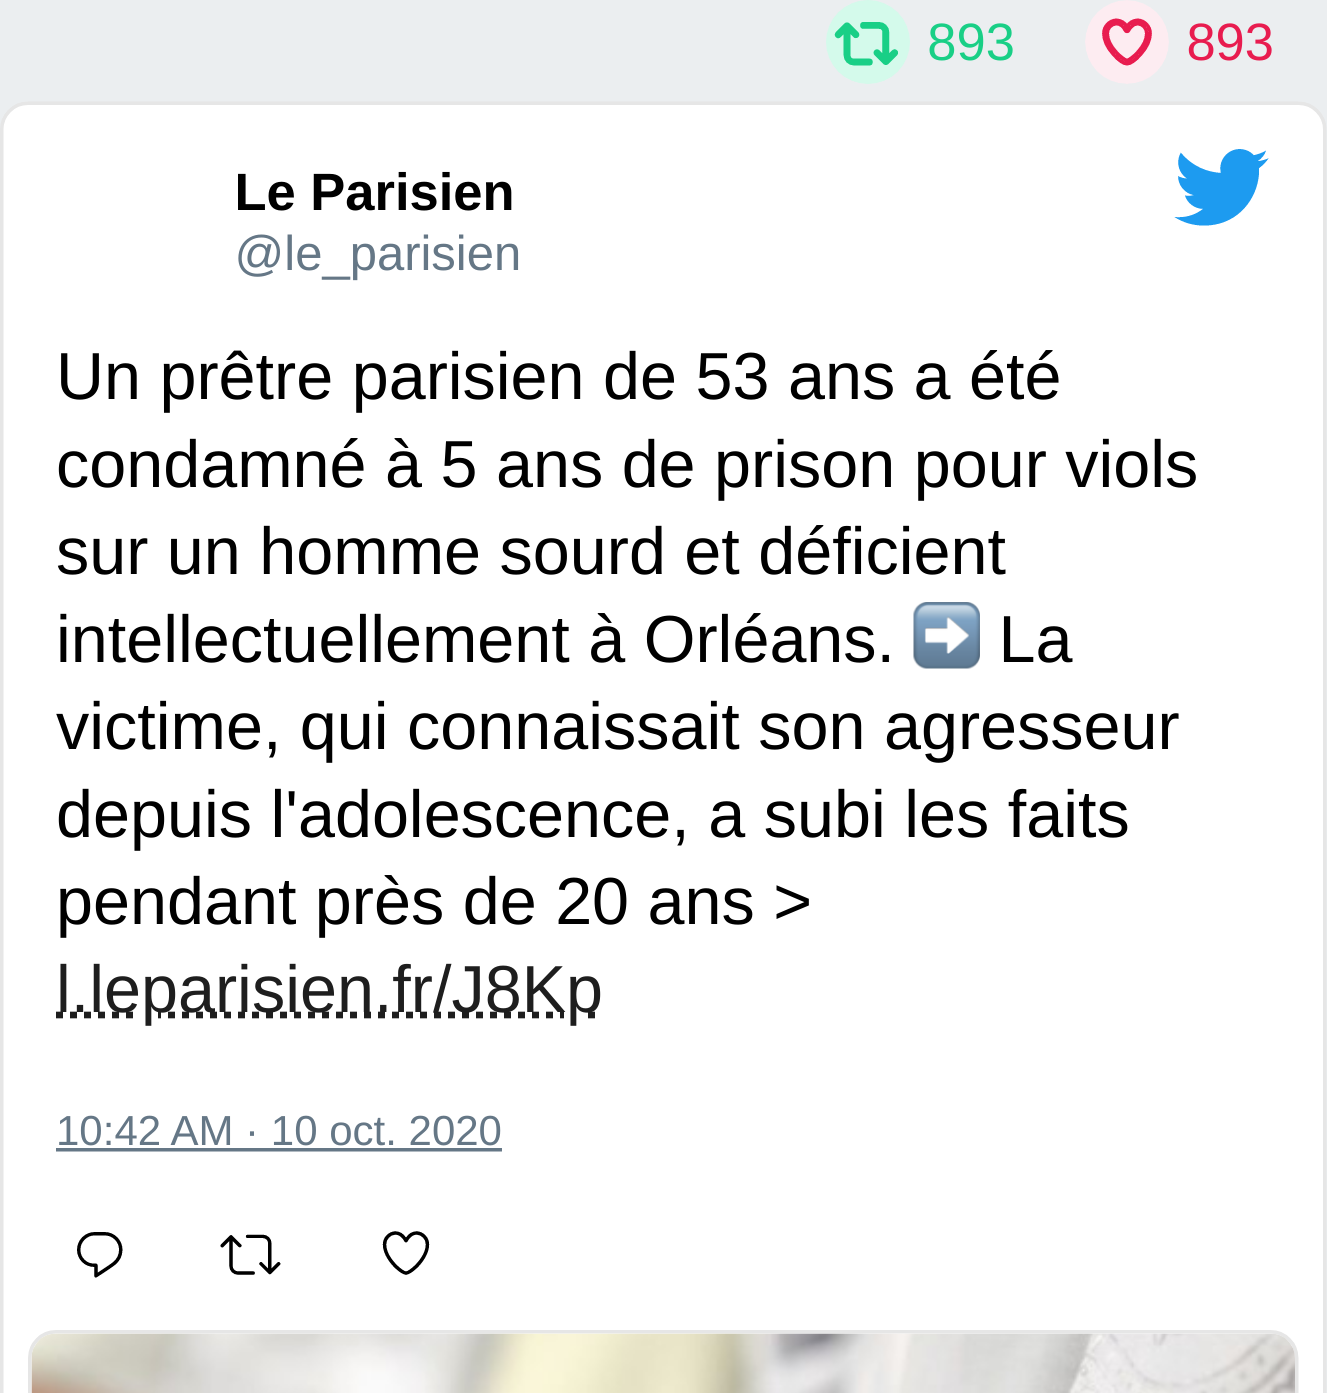 893 893
Le Parisien
@le_parisien
Un prêtre parisien de 53 ans a été
condamné à 5 ans de prison pour viols
sur un homme sourd et déficient
intellectuellement à Orléans. ➡️ La
victime, qui connaissait son agresseur
depuis l'adolescence, a subi les faits
pendant près de 20 ans >
l.leparisien.fr/J8Kp
10:42 AM · 10 oct. 2020